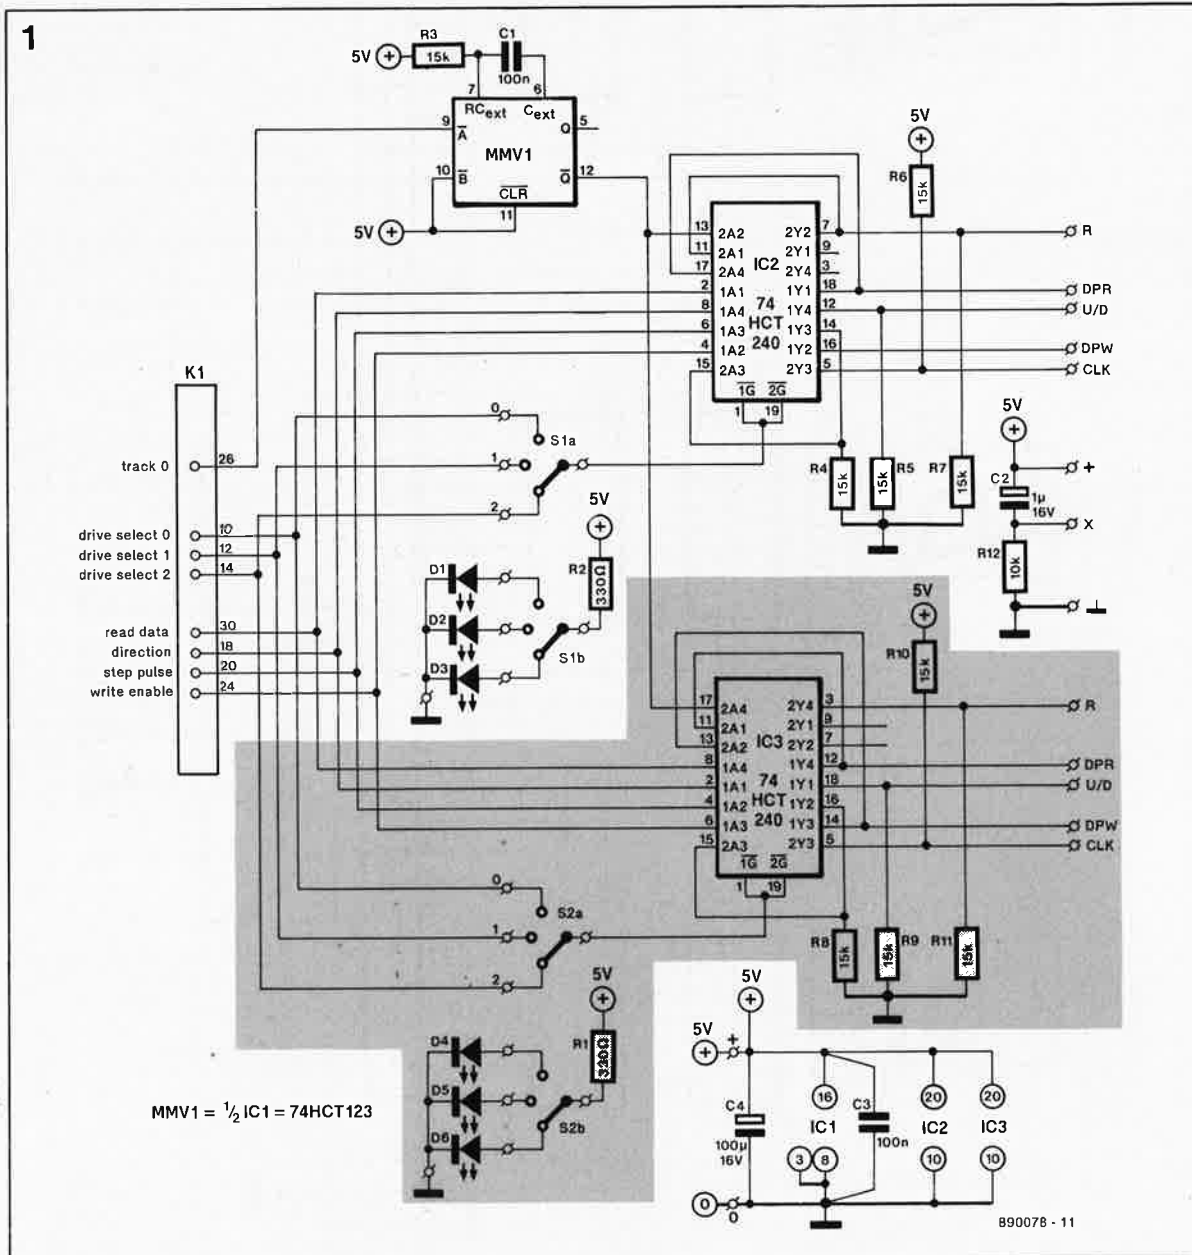 1
5V
R3
15k
C1
100n
7
6
RCext
Cext
9
A
Q
5
MMV1
10
B
Q
12
CLR
11
5V
5V
R6
15k
13
2A2
2Y2
7
R
11
2A1
2Y1
9
17
2A4
IC2
2Y4
3
2
1A1
1Y1
18
DPR
8
1A4
74
1Y4
12
U/D
6
1A3
HCT
1Y3
14
4
1A2
240
1Y2
16
DPW
15
2A3
2Y3
5
CLK
1G
2G
1
19
K1
track 0
26
drive select 0
10
drive select 1
12
drive select 2
14
read data
30
direction
18
step pulse
20
write enable
24
0
S1a
1
2
R4
15k
R5
15k
R7
15k
5V
C2
1µ
16V
+
X
R12
10k
5V
R2
330Ω
D1
D2
D3
S1b
5V
R10
15k
17
2A4
2Y4
3
R
11
2A1
2Y1
9
13
2A2
IC3
2Y2
7
8
1A4
1Y4
12
DPR
2
1A1
74
1Y1
18
U/D
4
1A2
HCT
1Y2
16
6
1A3
240
1Y3
14
DPW
15
2A3
2Y3
5
CLK
1G
2G
1
19
0
S2a
1
2
R8
15k
R9
15k
R11
15k
5V
R1
330Ω
D4
D5
D6
S2b
MMV1 = ½ IC1 = 74HCT123
5V
5V
+
C4
100µ
16V
16
IC1
3
8
C3
100n
20
IC2
10
20
IC3
10
0
0
890078 - 11